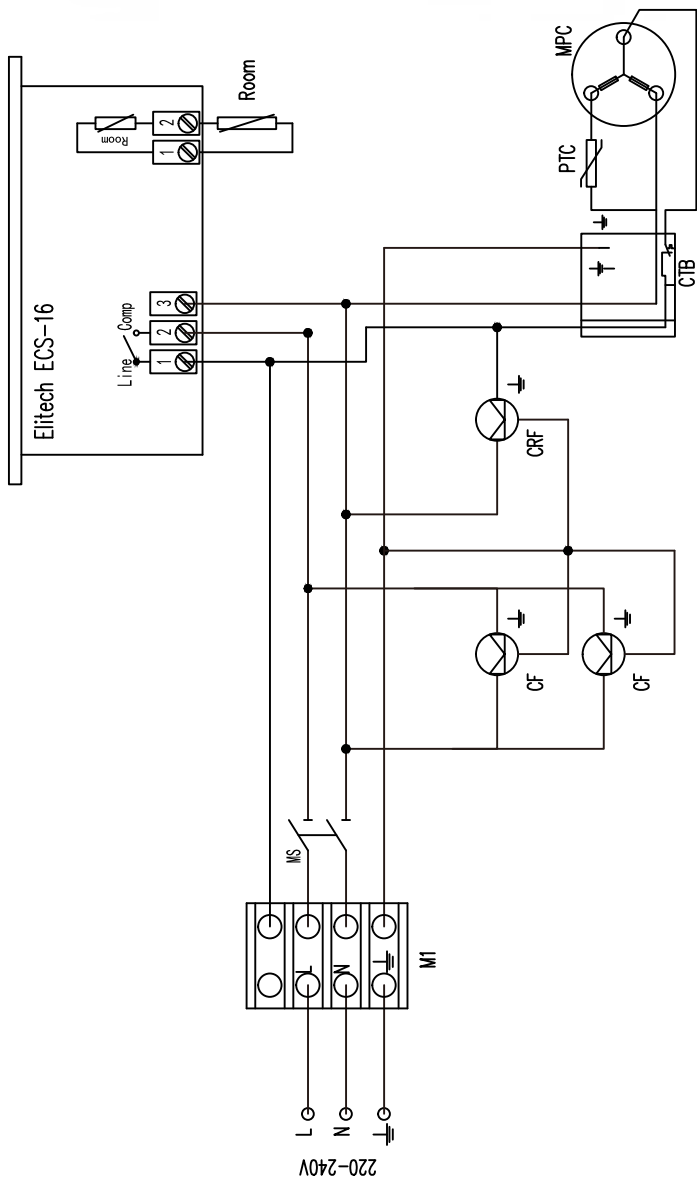 Elitech ECS-16
Line
Comp
1
2
3
Room
1
2
Room
MPC
PTC
CTB
CRF
CF
CF
MS
L
N
M1
L
N
220-240V